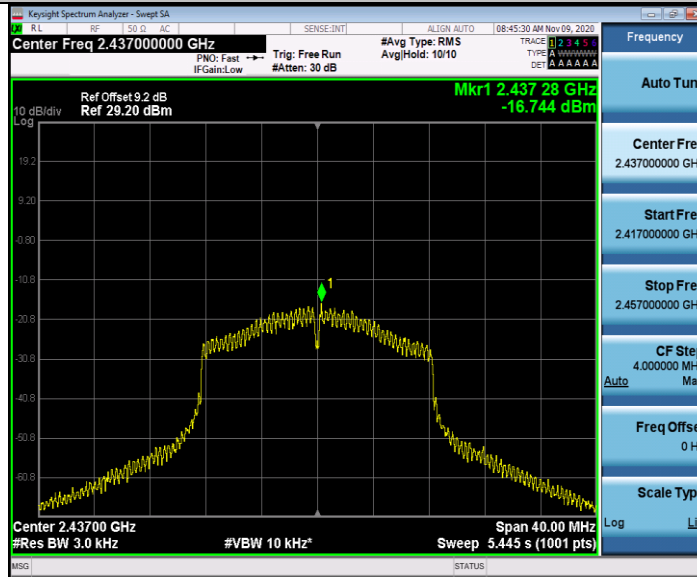 Keysight Spectrum Analyzer - Swept SA
RL RF 50 Ω AC SENSE:INT ALIGN AUTO 08:45:30 AM Nov 09, 2020
Center Freq 2.437000000 GHz
PNO: Fast
IFGain:Low
Trig: Free Run
#Atten: 30 dB
#Avg Type: RMS
Avg|Hold: 10/10
TRACE 1 2 3 4 5 6
TYPE A WWWWW
DET A A A A A A
Mkr1 2.437 28 GHz
-16.744 dBm
Ref Offset 9.2 dB
10 dB/div Ref 29.20 dBm
Log
19.2
9.20
-0.80
-10.8
-20.8
-30.8
-40.8
-50.8
-60.8
1
Center 2.43700 GHz Span 40.00 MHz
#Res BW 3.0 kHz #VBW 10 kHz* Sweep 5.445 s (1001 pts)
MSG STATUS
Frequency
Auto Tun
Center Fre
2.437000000 GH
Start Fre
2.417000000 GH
Stop Fre
2.457000000 GH
CF Ste
4.000000 MH
Auto Ma
Freq Offse
0 H
Scale Typ
Log Li